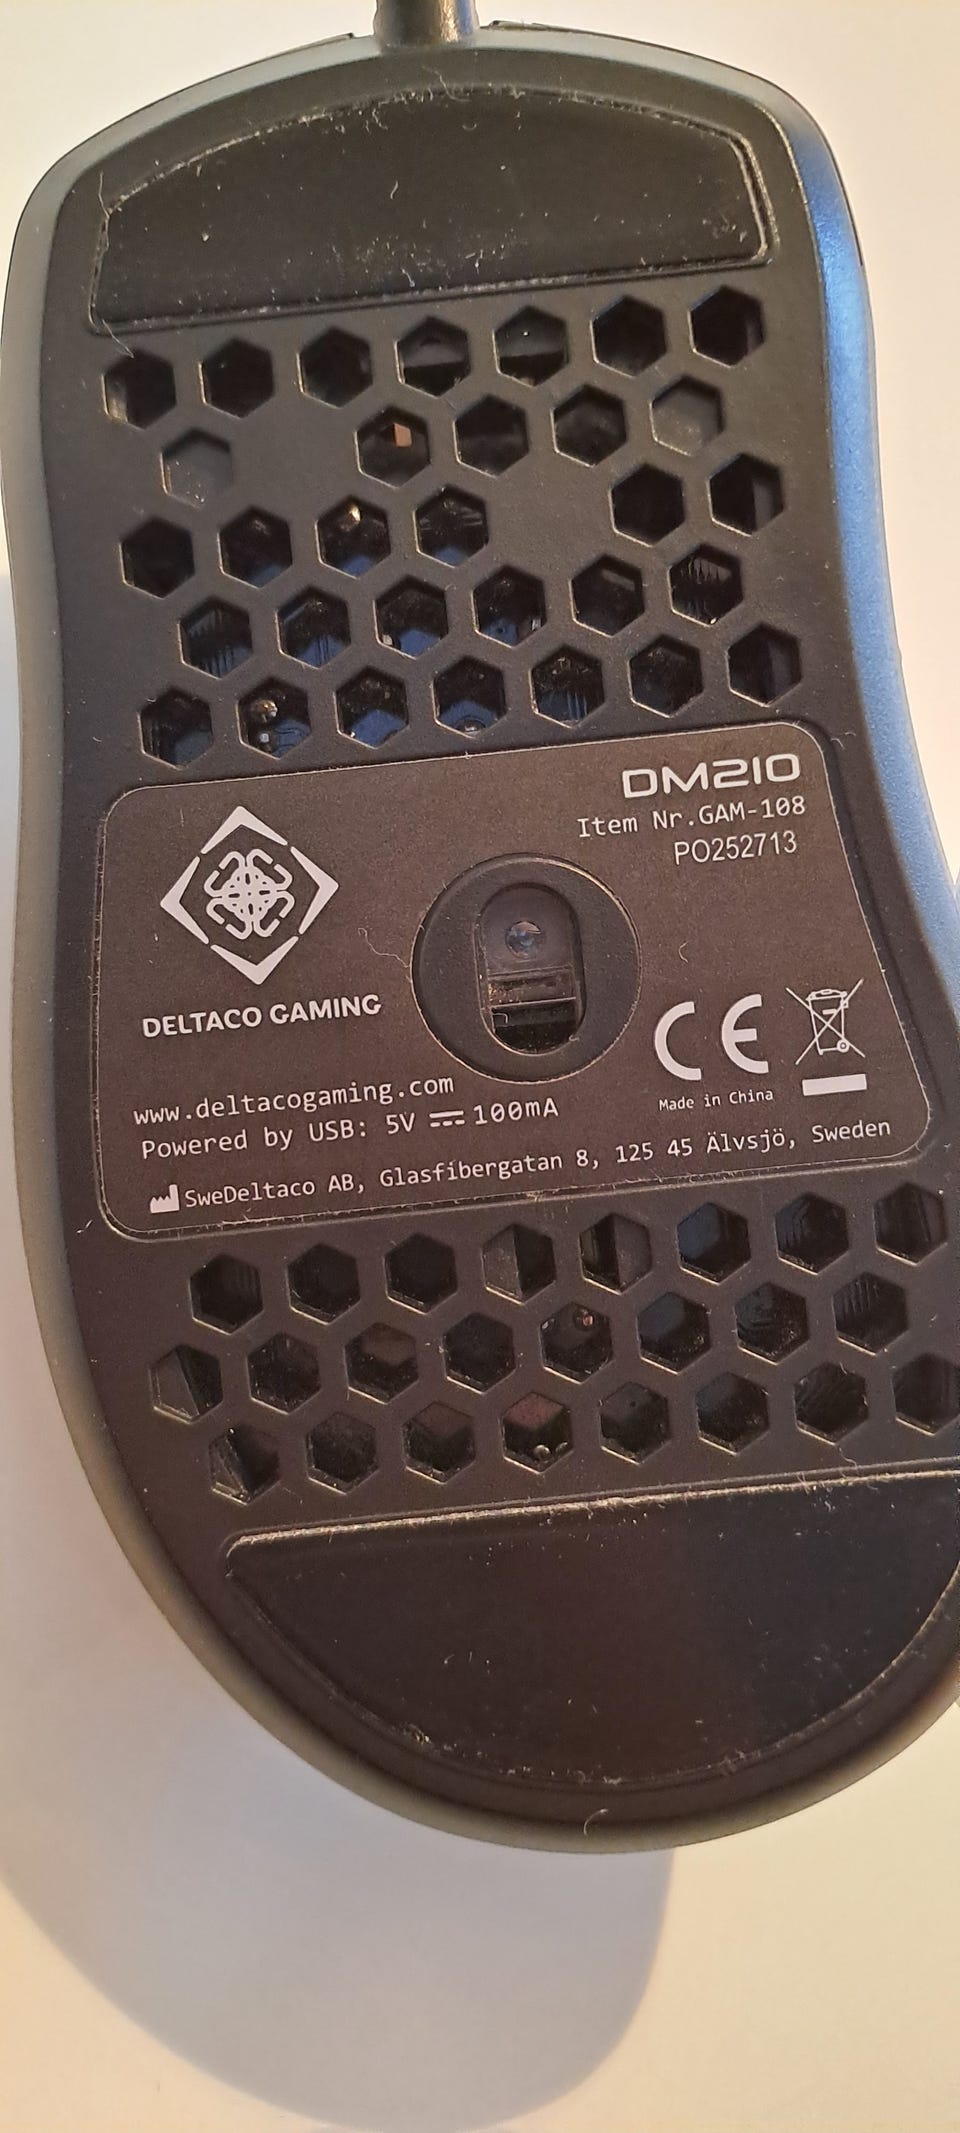 DM210
Item Nr.GAM-108
PO252713
DELTACO GAMING
www.deltacogaming.com
Powered by USB: 5V ⎓ 100mA
CE
Made in China
SweDeltaco AB, Glasfibergatan 8, 125 45 Älvsjö, Sweden